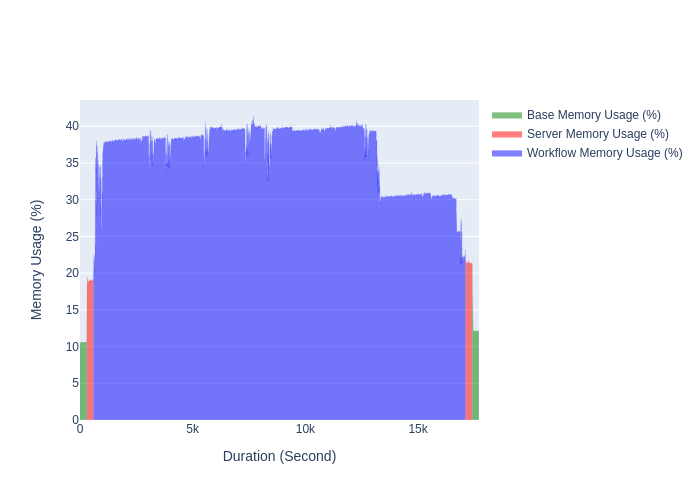 Memory Usage (%)
40
35
30
25
20
15
10
5
0
0 5k 10k 15k
Duration (Second)
Base Memory Usage (%)
Server Memory Usage (%)
Workflow Memory Usage (%)